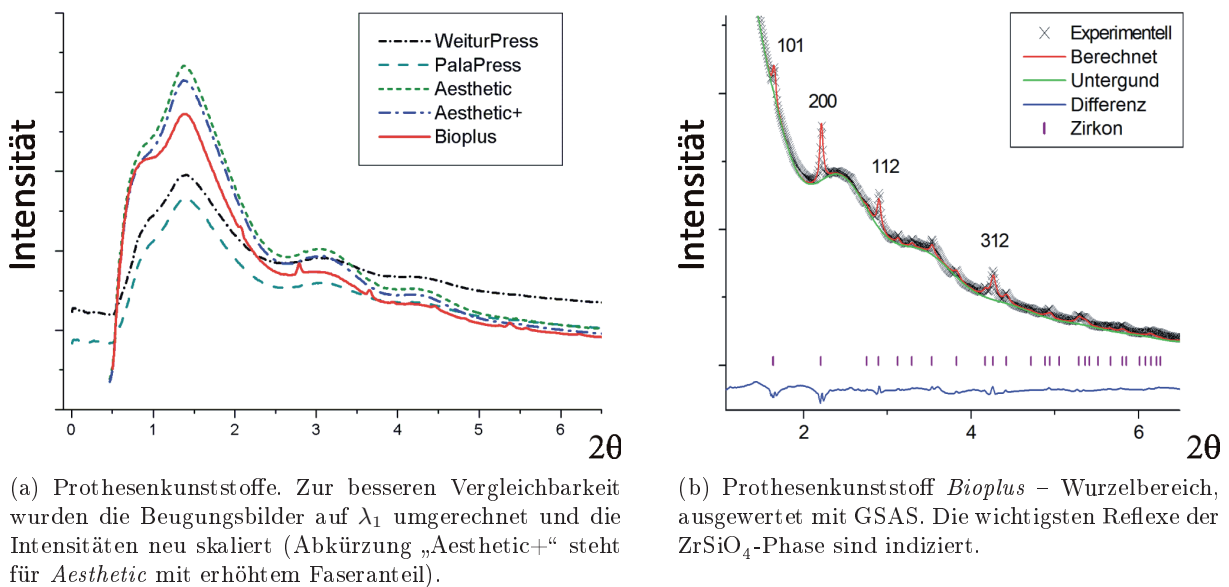 Intensität
WeiturPress
PalaPress
Aesthetic
Aesthetic+
Bioplus
0 1 2 3 4 5 6
2θ
(a) Prothesenkunststoffe. Zur besseren Vergleichbarkeit
wurden die Beugungsbilder auf λ₁ umgerechnet und die
Intensitäten neu skaliert (Abkürzung „Aesthetic+“ steht
für Aesthetic mit erhöhtem Faseranteil).
Intensität
101
200
112
312
Experimentell
Berechnet
Untergund
Differenz
Zirkon
2 4 6
2θ
(b) Prothesenkunststoff Bioplus – Wurzelbereich,
ausgewertet mit GSAS. Die wichtigsten Reflexe der
ZrSiO₄-Phase sind indiziert.